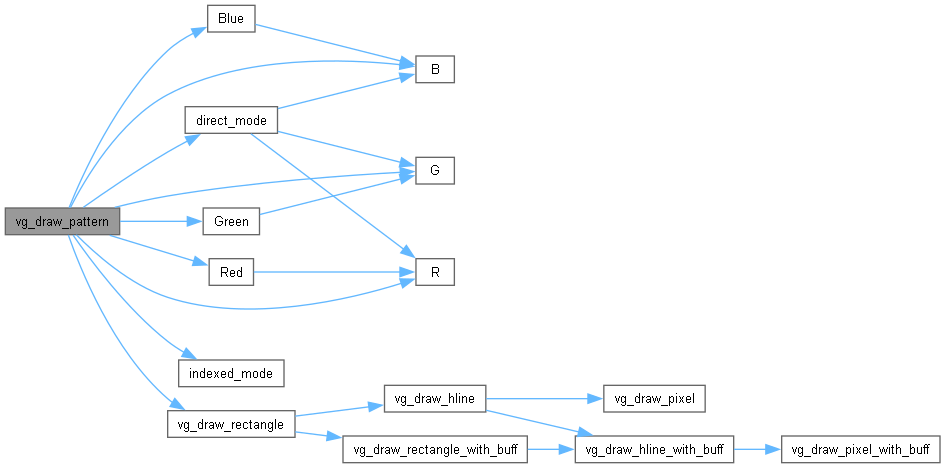 Blue
B
direct_mode
G
vg_draw_pattern
Green
Red
R
indexed_mode
vg_draw_hline
vg_draw_pixel
vg_draw_rectangle
vg_draw_rectangle_with_buff
vg_draw_hline_with_buff
vg_draw_pixel_with_buff